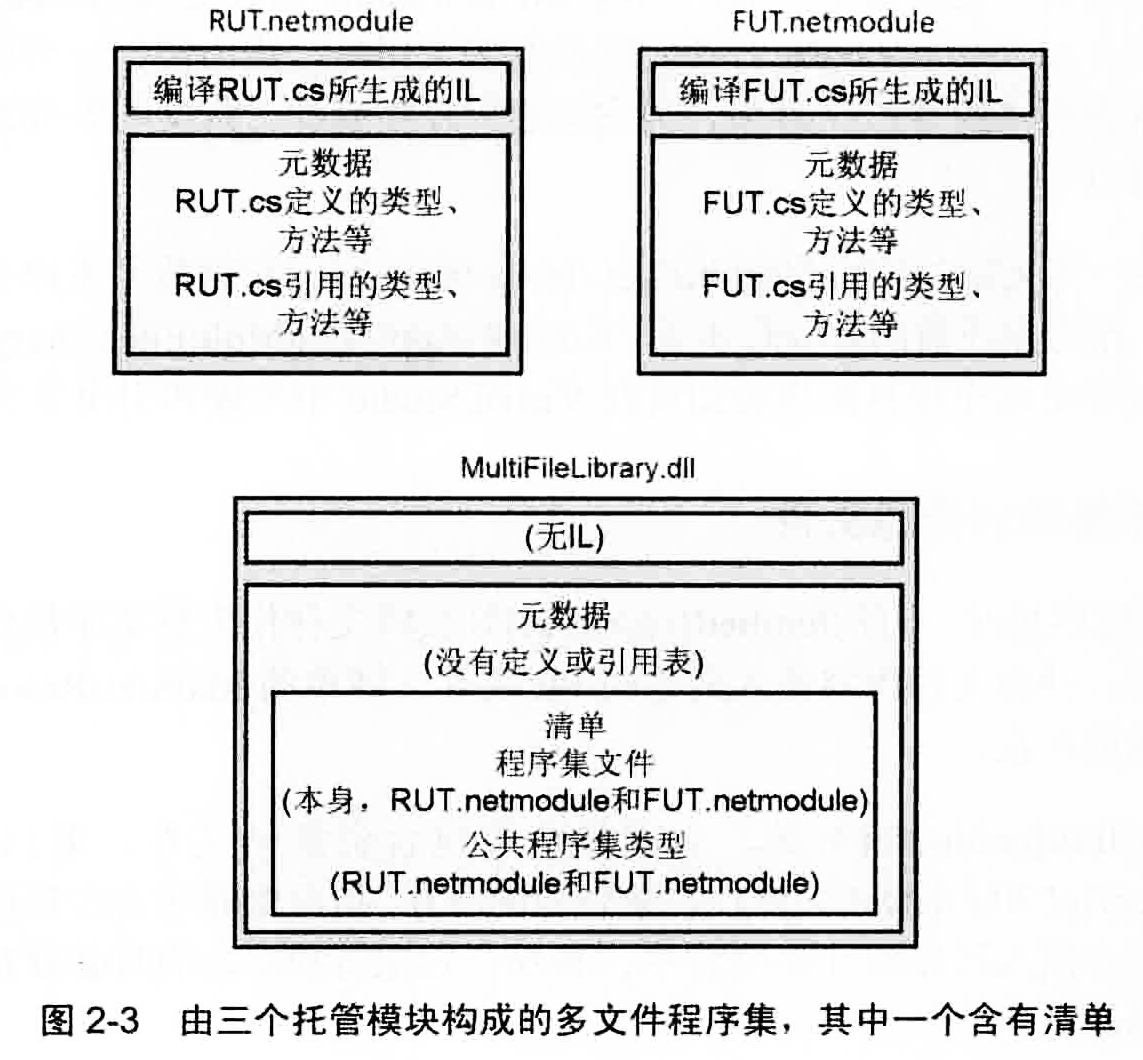 RUT.netmodule
编译RUT.cs所生成的IL
元数据
RUT.cs定义的类型、
方法等
RUT.cs引用的类型、
方法等
FUT.netmodule
编译FUT.cs所生成的IL
元数据
FUT.cs定义的类型、
方法等
FUT.cs引用的类型、
方法等
MultiFileLibrary.dll
(无IL)
元数据
(没有定义或引用表)
清单
程序集文件
(本身，RUT.netmodule和FUT.netmodule)
公共程序集类型
(RUT.netmodule和FUT.netmodule)
图 2-3 由三个托管模块构成的多文件程序集，其中一个含有清单